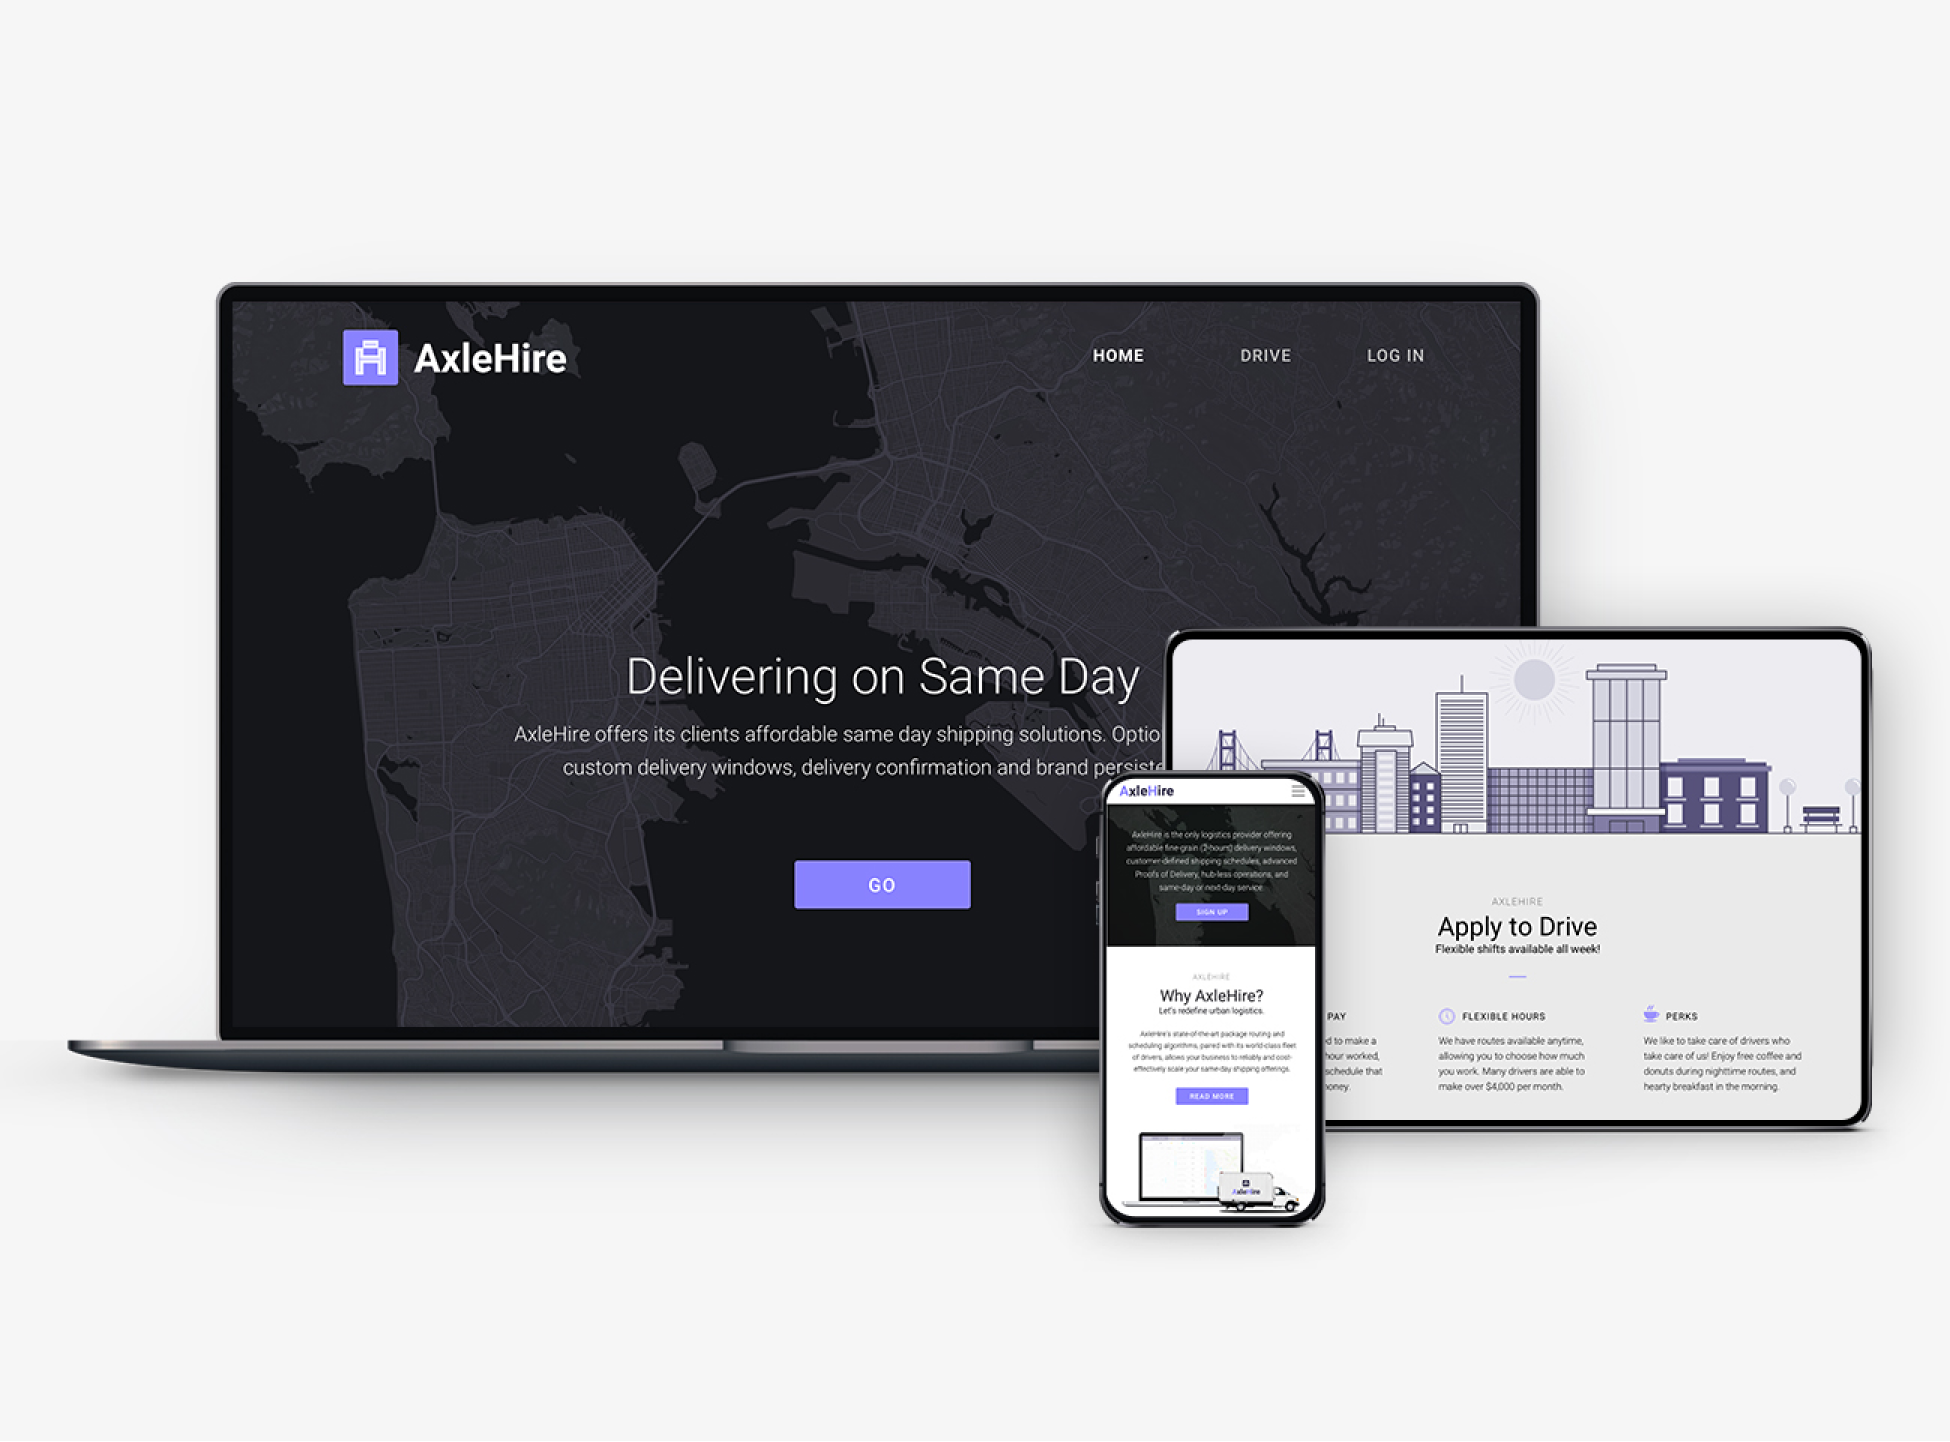 AxleHire
HOME
DRIVE
LOG IN
Delivering on Same Day
AxleHire offers its clients affordable same day shipping solutions. Optio
custom delivery windows, delivery confirmation and brand persiste
GO
AxleHire
AxleHire is the only logistics provider offering
affordable fine-grain (2-hours) delivery windows,
customer-defined shipping schedules, advanced
Proofs of Delivery, hub-less operations, and
same-day or next-day service
SIGN UP
AXLEHIRE
Why AxleHire?
Let's redefine urban logistics.
AxleHire's state-of-the-art package routing and
scheduling algorithms, paired with its world-class fleet
of drivers, allows your business to reliably and cost-
effectively scale your same-day shipping offerings.
READ MORE
AxleHire
AXLEHIRE
Apply to Drive
Flexible shifts available all week!
PAY
d to make a
hour worked,
schedule that
oney.
FLEXIBLE HOURS
We have routes available anytime,
allowing you to choose how much
you work. Many drivers are able to
make over $4,000 per month.
PERKS
We like to take care of drivers who
take care of us! Enjoy free coffee and
donuts during nighttime routes, and
hearty breakfast in the morning.